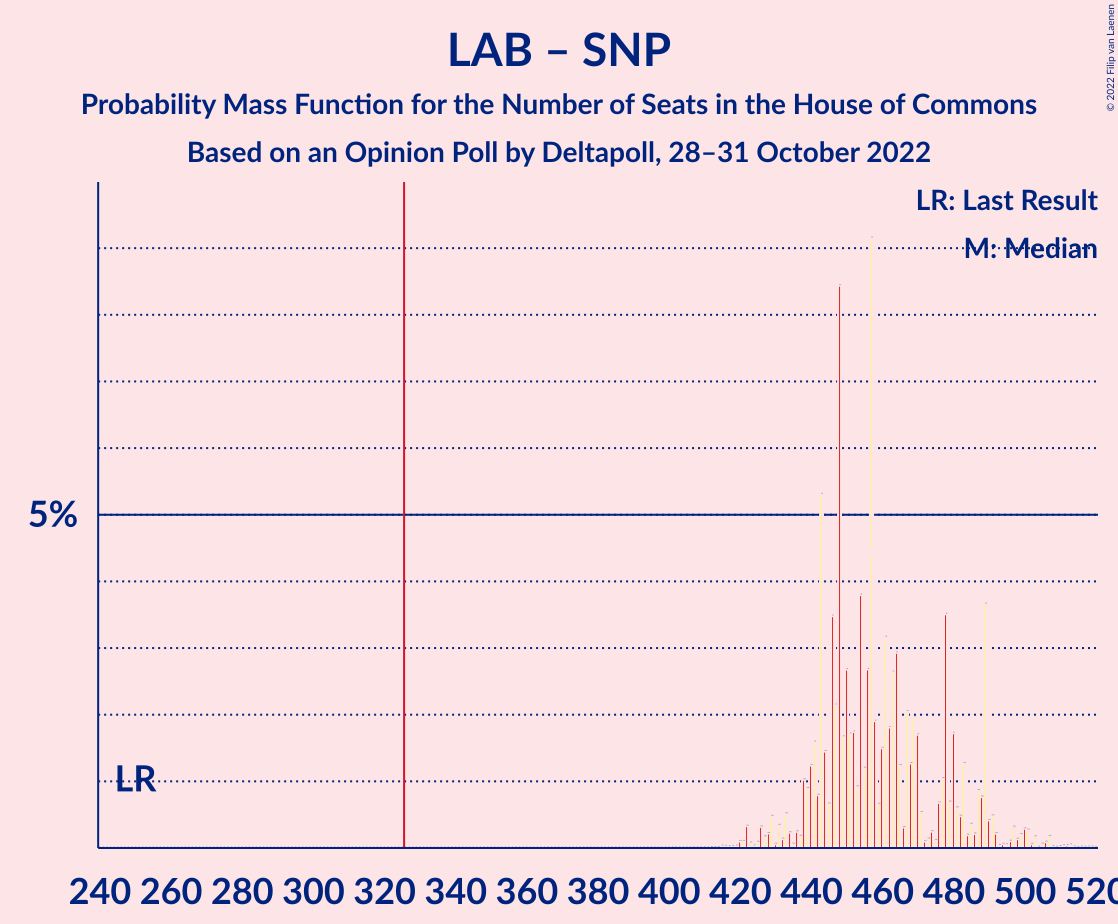 LAB – SNP
Probability Mass Function for the Number of Seats in the House of Commons
Based on an Opinion Poll by Deltapoll, 28–31 October 2022
© 2022 Filip van Laenen
LR: Last Result
M: Median
5%
LR
240 260 280 300 320 340 360 380 400 420 440 460 480 500 520